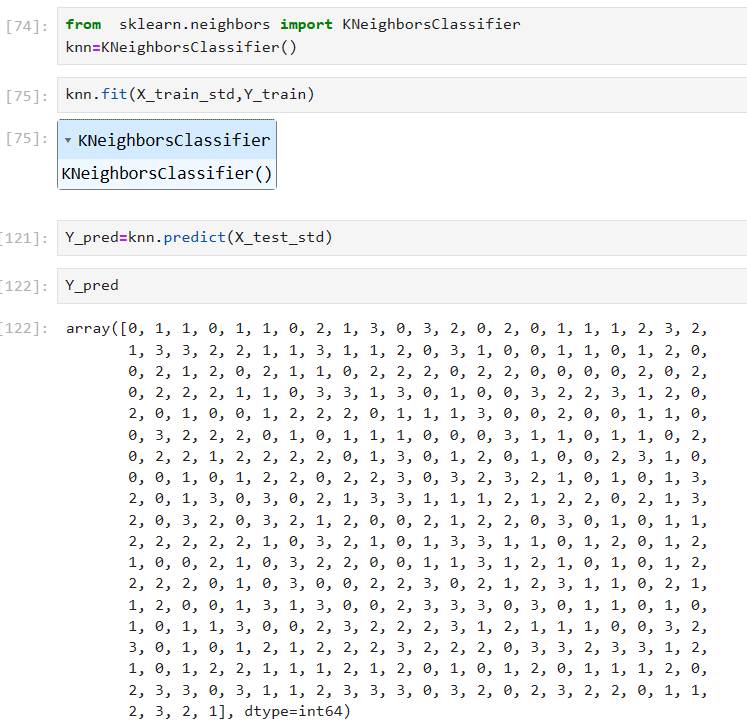 [74]: from  sklearn.neighbors import KNeighborsClassifier
knn=KNeighborsClassifier()
[75]: knn.fit(X_train_std,Y_train)
[75]: ▾ KNeighborsClassifier
KNeighborsClassifier()
[121]: Y_pred=knn.predict(X_test_std)
[122]: Y_pred
[122]: array([0, 1, 1, 0, 1, 1, 0, 2, 1, 3, 0, 3, 2, 0, 2, 0, 1, 1, 1, 2, 3, 2,
1, 3, 3, 2, 2, 1, 1, 3, 1, 1, 2, 0, 3, 1, 0, 0, 1, 1, 0, 1, 2, 0,
0, 2, 1, 2, 0, 2, 1, 1, 0, 2, 2, 2, 0, 2, 2, 0, 0, 0, 0, 2, 0, 2,
0, 2, 2, 2, 1, 1, 0, 3, 3, 1, 3, 0, 1, 0, 0, 3, 2, 2, 3, 1, 2, 0,
2, 0, 1, 0, 0, 1, 2, 2, 2, 0, 1, 1, 1, 3, 0, 0, 2, 0, 0, 1, 1, 0,
0, 3, 2, 2, 2, 0, 1, 0, 1, 1, 1, 0, 0, 0, 3, 1, 1, 0, 1, 1, 0, 2,
0, 2, 2, 1, 2, 2, 2, 2, 0, 1, 3, 0, 1, 2, 0, 1, 0, 0, 2, 3, 1, 0,
0, 0, 1, 0, 1, 2, 2, 0, 2, 2, 3, 0, 3, 2, 3, 2, 1, 0, 1, 0, 1, 3,
2, 0, 1, 3, 0, 3, 0, 2, 1, 3, 3, 1, 1, 1, 2, 1, 2, 2, 0, 2, 1, 3,
2, 0, 3, 2, 0, 3, 2, 1, 2, 0, 0, 2, 1, 2, 2, 0, 3, 0, 1, 0, 1, 1,
2, 2, 2, 2, 2, 1, 0, 3, 2, 1, 0, 1, 3, 3, 1, 1, 0, 1, 2, 0, 1, 2,
1, 0, 0, 2, 1, 0, 3, 2, 2, 0, 0, 1, 1, 3, 1, 2, 1, 0, 1, 0, 1, 2,
2, 2, 2, 0, 1, 0, 3, 0, 0, 2, 2, 3, 0, 2, 1, 2, 3, 1, 1, 0, 2, 1,
1, 2, 0, 0, 1, 3, 1, 3, 0, 0, 2, 3, 3, 3, 0, 3, 0, 1, 1, 0, 1, 0,
1, 0, 1, 1, 3, 0, 0, 2, 3, 2, 2, 2, 3, 1, 2, 1, 1, 1, 0, 0, 3, 2,
3, 0, 1, 0, 1, 2, 1, 2, 2, 2, 3, 2, 2, 2, 0, 3, 3, 2, 3, 3, 1, 2,
1, 0, 1, 2, 2, 1, 1, 1, 2, 1, 2, 0, 1, 0, 1, 2, 0, 1, 1, 1, 2, 0,
2, 3, 3, 0, 3, 1, 1, 2, 3, 3, 3, 0, 3, 2, 0, 2, 3, 2, 2, 0, 1, 1,
2, 3, 2, 1], dtype=int64)